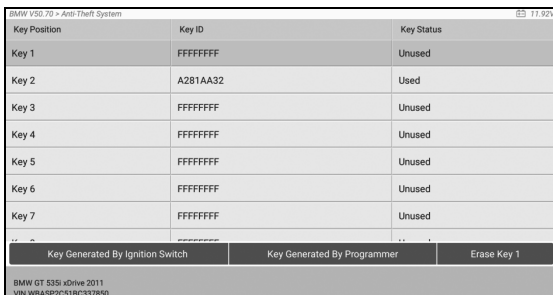 BMW V50.70 > Anti-Theft System 11.92V
Key Position Key ID Key Status
Key 1 FFFFFFFF Unused
Key 2 A281AA32 Used
Key 3 FFFFFFFF Unused
Key 4 FFFFFFFF Unused
Key 5 FFFFFFFF Unused
Key 6 FFFFFFFF Unused
Key 7 FFFFFFFF Unused
Key Generated By Ignition Switch Key Generated By Programmer Erase Key 1
BMW GT 535i xDrive 2011
VIN WBASP2C51BC337850